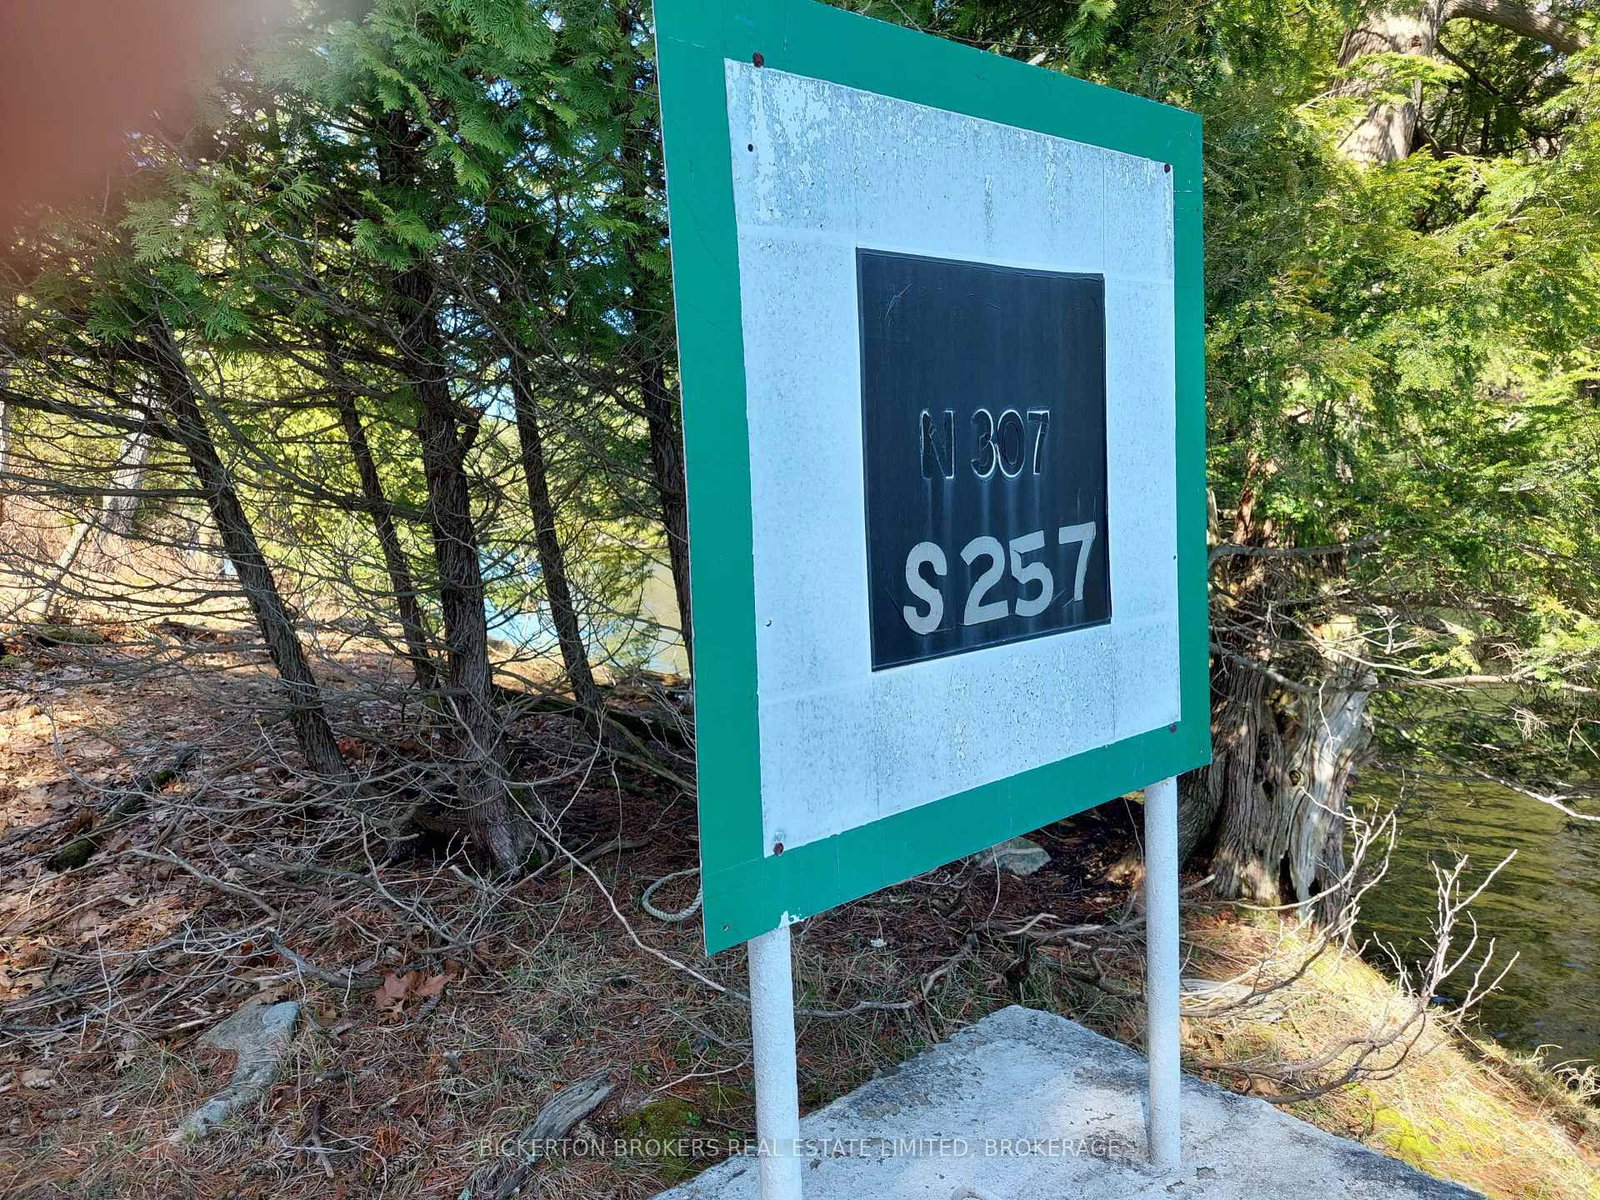 N 307
S 257
BICKERTON BROKERS REAL ESTATE LIMITED, BROKERAGE